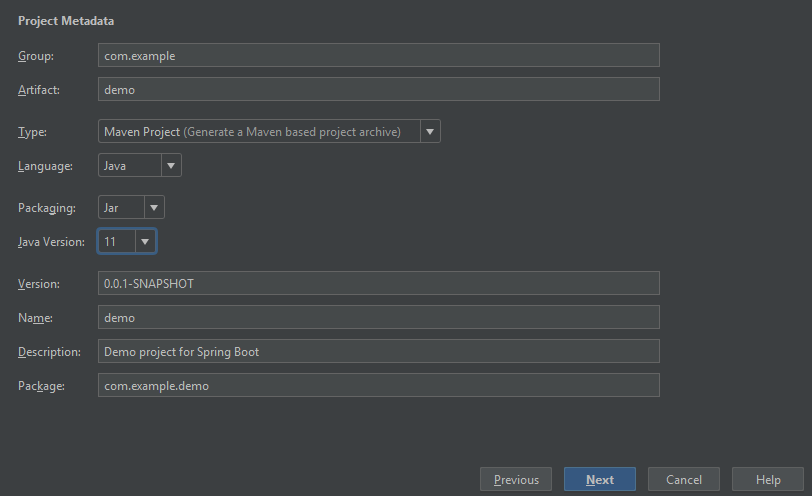 Project Metadata
Group: com.example
Artifact: demo
Type: Maven Project (Generate a Maven based project archive)
Language: Java
Packaging: Jar
Java Version: 11
Version: 0.0.1-SNAPSHOT
Name: demo
Description: Demo project for Spring Boot
Package: com.example.demo
Previous Next Cancel Help